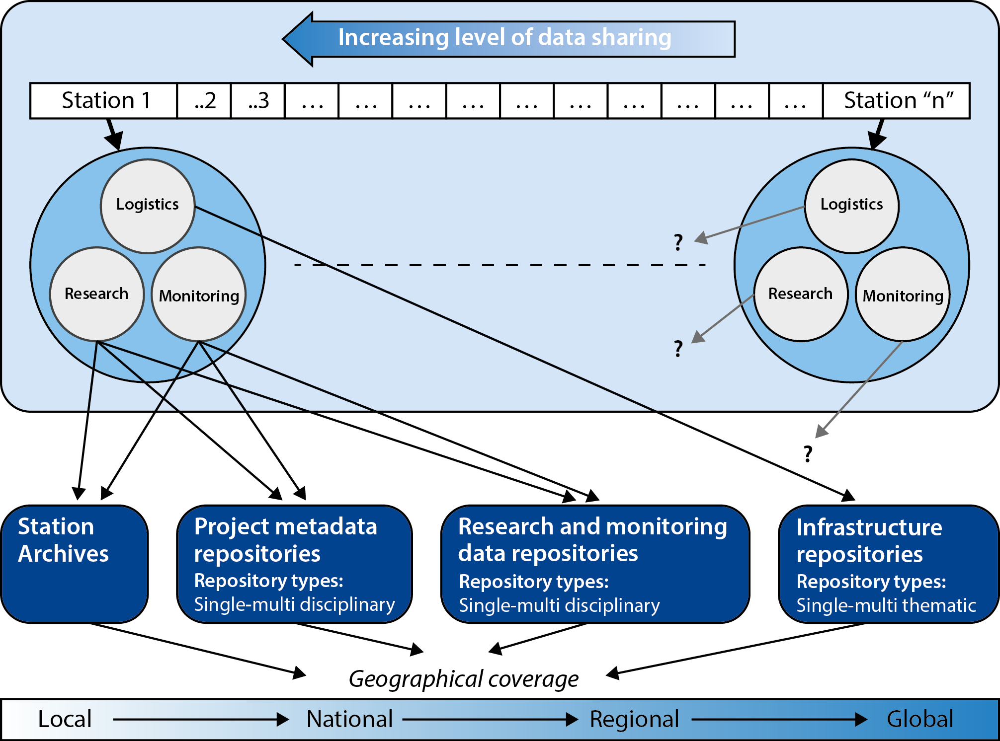 Increasing level of data sharing
Station 1 ..2 ..3 ... ... ... ... ... ... ... ... ... ... Station “n”
Logistics
Research
Monitoring
Logistics
Research
Monitoring
?
?
?
Station
Archives
Project metadata
repositories
Repository types:
Single-multi disciplinary
Research and monitoring
data repositories
Repository types:
Single-multi disciplinary
Infrastructure
repositories
Repository types:
Single-multi thematic
Geographical coverage
Local National Regional Global